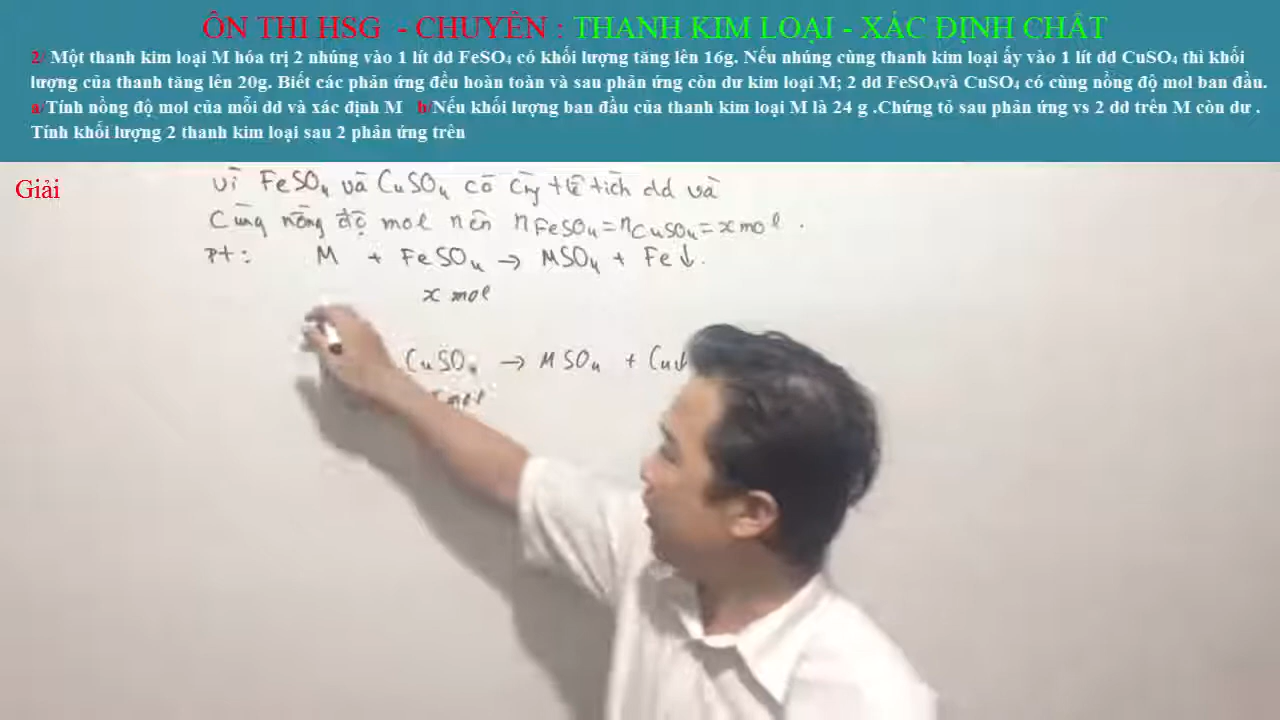 ÔN THI HSG - CHUYÊN : THANH KIM LOẠI - XÁC ĐỊNH CHẤT
2/ Một thanh kim loại M hóa trị 2 nhúng vào 1 lít dd FeSO₄ có khối lượng tăng lên 16g. Nếu nhúng cùng thanh kim loại ấy vào 1 lít dd CuSO₄ thì khối
lượng của thanh tăng lên 20g. Biết các phản ứng đều hoàn toàn và sau phản ứng còn dư kim loại M; 2 dd FeSO₄và CuSO₄ có cùng nồng độ mol ban đầu.
a/Tính nồng độ mol của mỗi dd và xác định M b/Nếu khối lượng ban đầu của thanh kim loại M là 24 g .Chứng tỏ sau phản ứng vs 2 dd trên M còn dư .
Tính khối lượng 2 thanh kim loại sau 2 phản ứng trên
Giải
vì FeSO₄ và CuSO₄ có cùng thể tích dd và
cùng nồng độ mol nên nFeSO₄=nCuSO₄=x mol .
pt: M + FeSO₄ → MSO₄ + Fe↓.
x mol
CuSO₄ → MSO₄ + Cu↓
mol